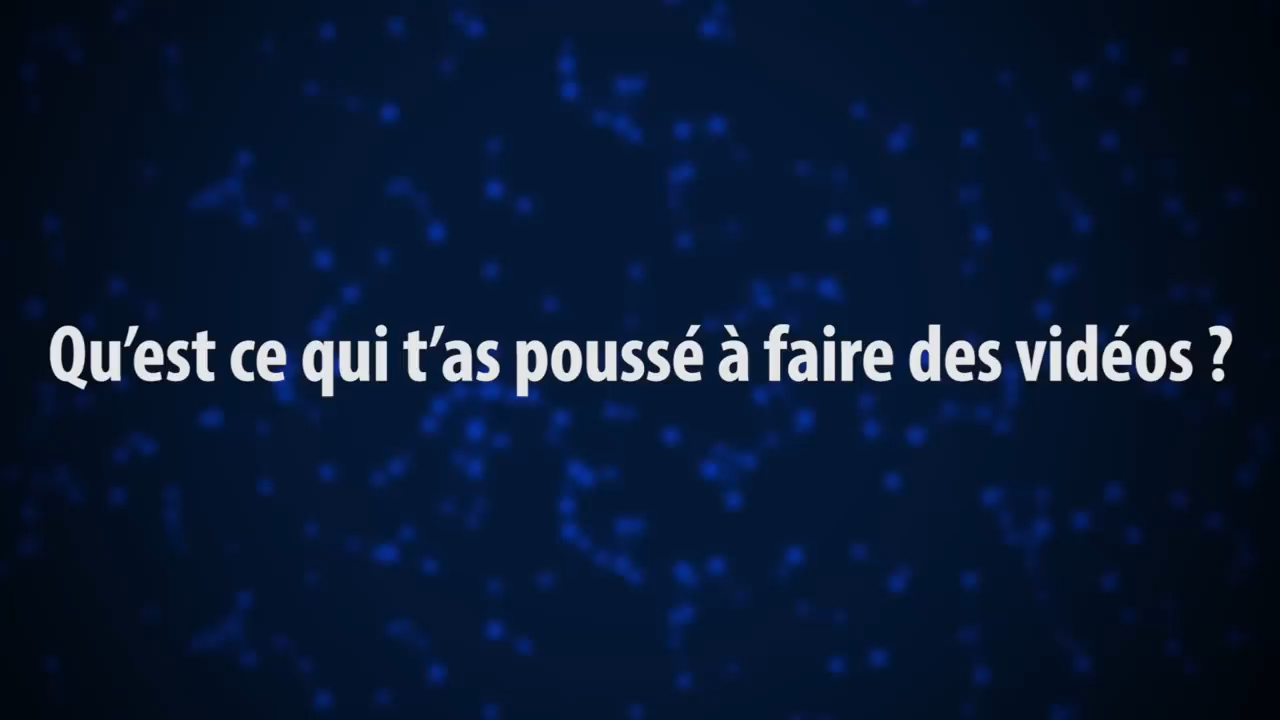 Qu’est ce qui t’as poussé à faire des vidéos ?